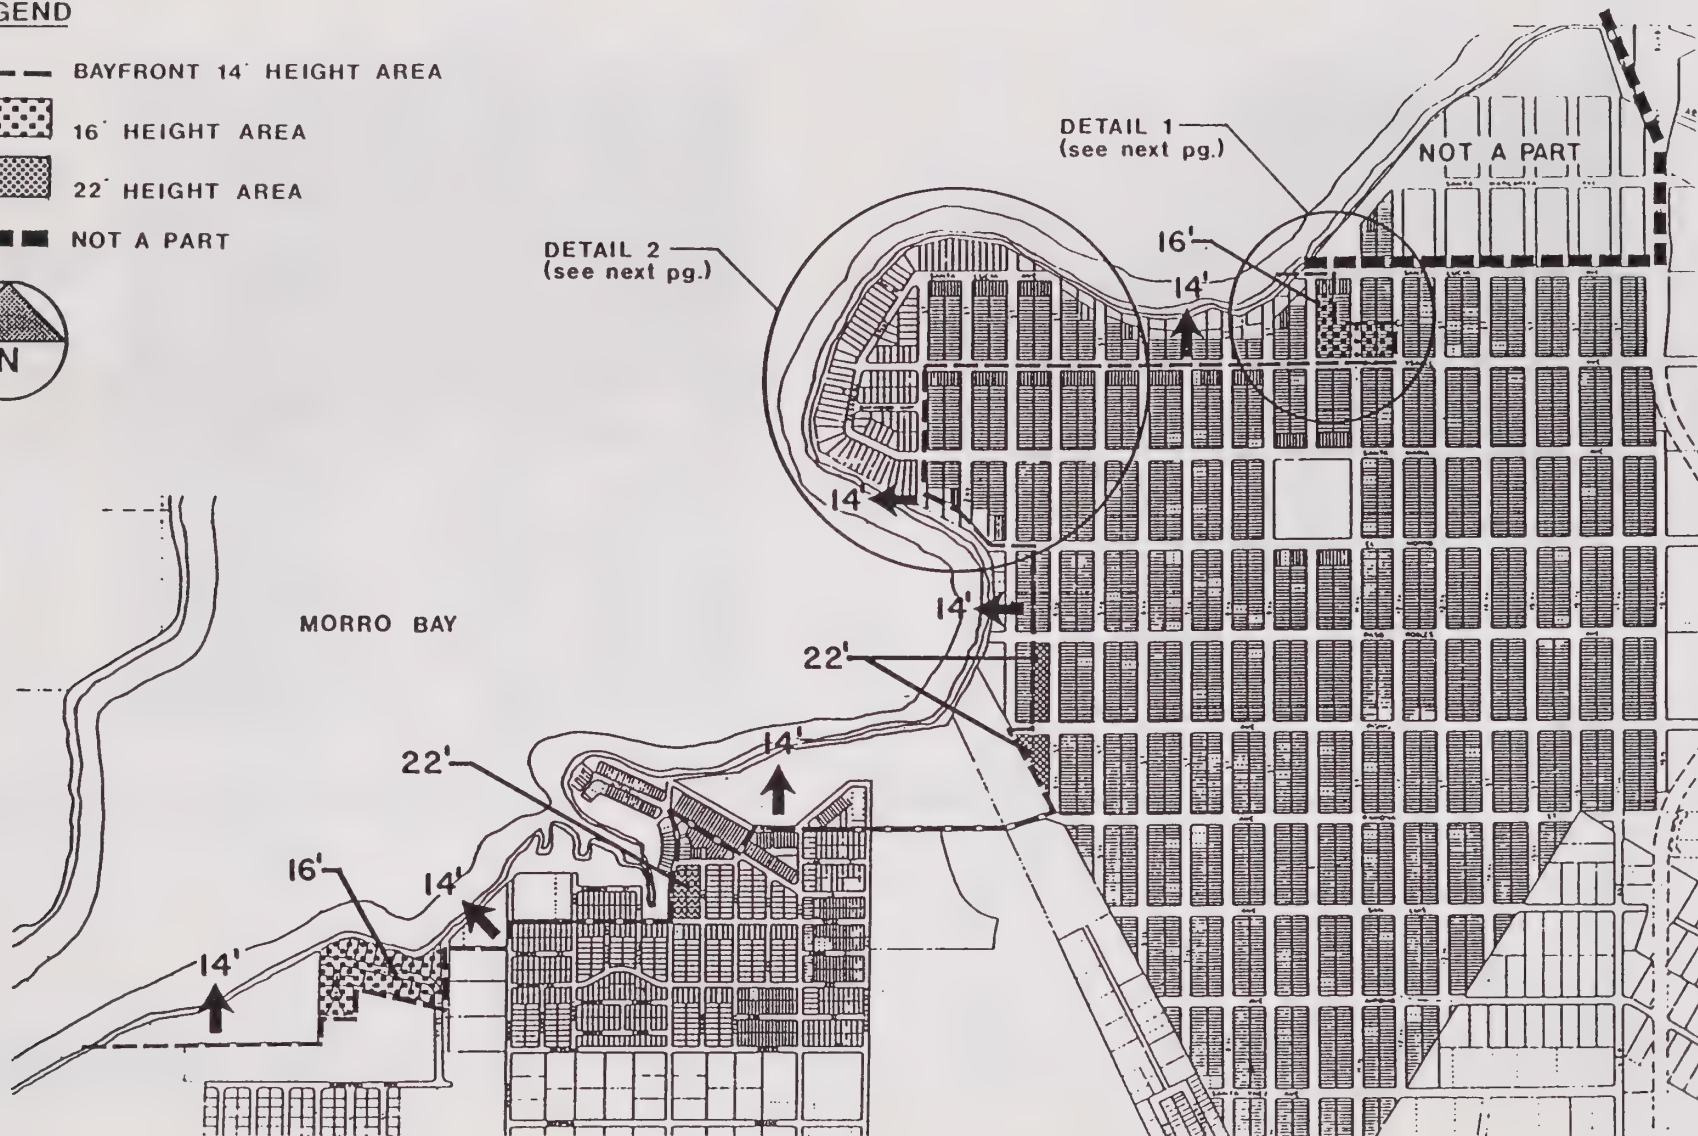 GEND
BAYFRONT 14' HEIGHT AREA
16' HEIGHT AREA
22' HEIGHT AREA
NOT A PART
N
DETAIL 1
(see next pg.)
NOT A PART
DETAIL 2
(see next pg.)
16'
14'
14'
14'
MORRO BAY
22'
14'
22'
16'
14'
14'